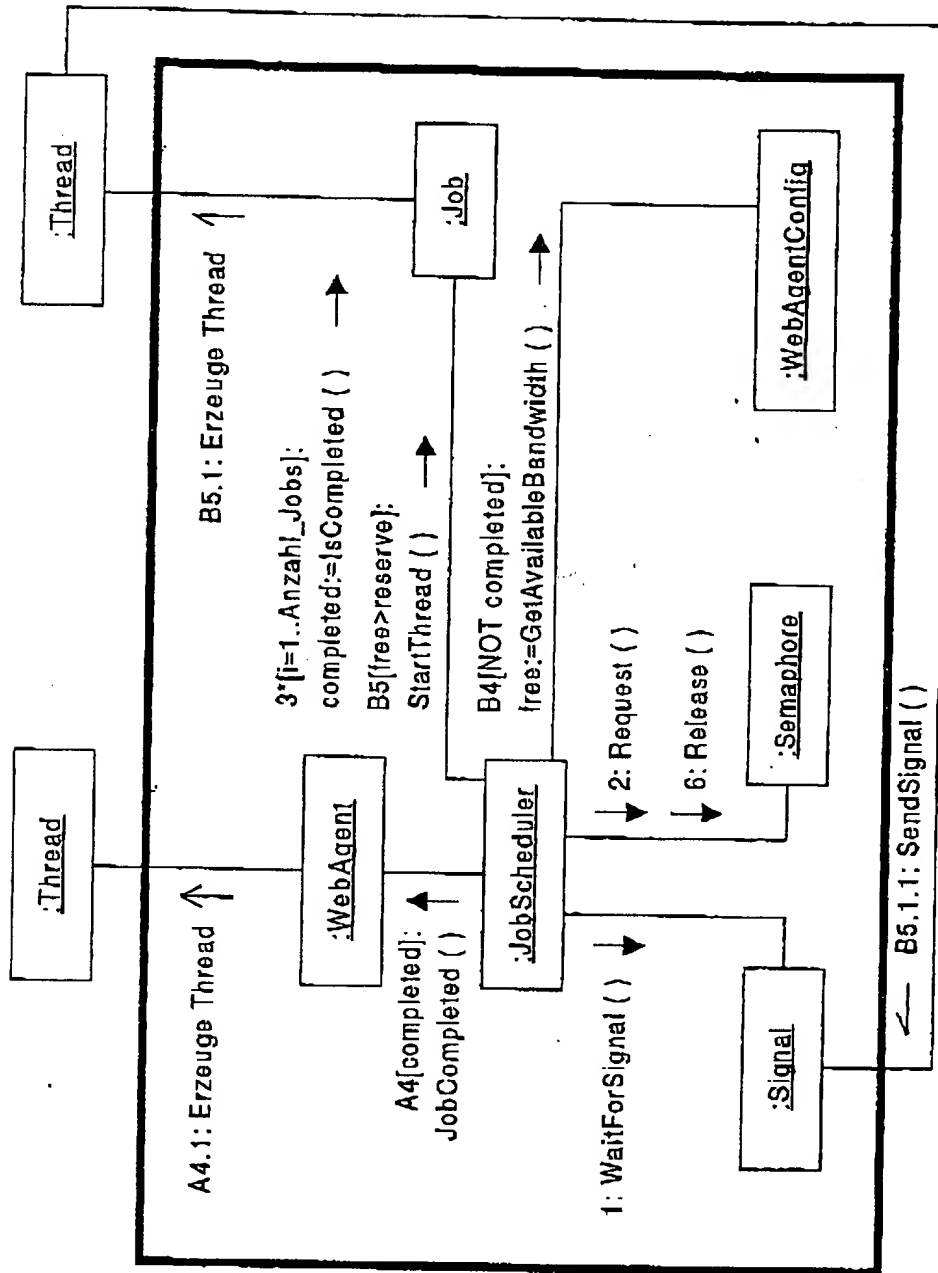 :Thread
:Thread
A4.1: Erzeuge Thread
B5.1: Erzeuge Thread
:WebAgent
3*[i=1..Anzahl_Jobs]:
completed:=IsCompleted ( )
B5[free>reserve]:
StartThread ( )
:Job
A4[completed]:
JobCompleted ( )
:JobScheduler
B4[NOT completed]:
free:=GetAvailableBandwidth ( )
1: WaitForSignal ( )
2: Request ( )
6: Release ( )
:Signal
:Semaphore
:WebAgentConfig
B5.1.1: SendSignal ( )